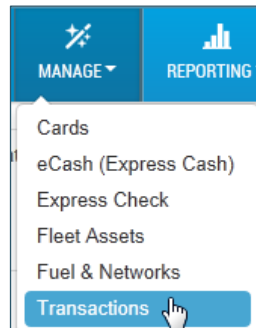 MANAGE REPORTING
Cards
eCash (Express Cash)
Express Check
Fleet Assets
Fuel & Networks
Transactions